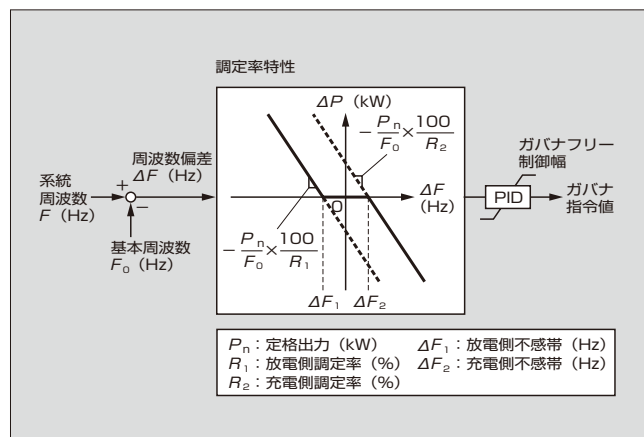 調定率特性
ΔP（kW）
− Pn/F0 × 100/R2
ガバナフリー
制御幅
周波数偏差
ΔF（Hz）
系統
周波数
F（Hz）
＋
−
0
ΔF
（Hz）
PID
ガバナ
指令値
基本周波数
F0（Hz）
− Pn/F0 × 100/R1
ΔF1
ΔF2
Pn：定格出力（kW）
ΔF1：放電側不感帯（Hz）
R1：放電側調定率（%）
ΔF2：充電側不感帯（Hz）
R2：充電側調定率（%）